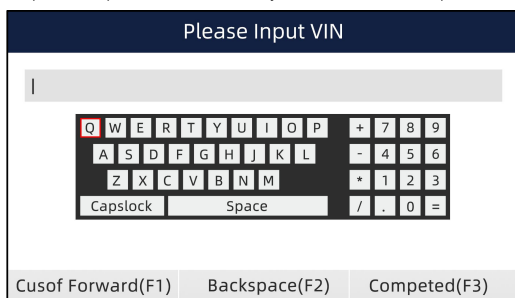 Please Input VIN
Q W E R T Y U I O P + 7 8 9
A S D F G H J K L - 4 5 6
Z X C V B N M * 1 2 3
Capslock Space / . 0 =
Cusof Forward(F1) Backspace(F2) Competed(F3)